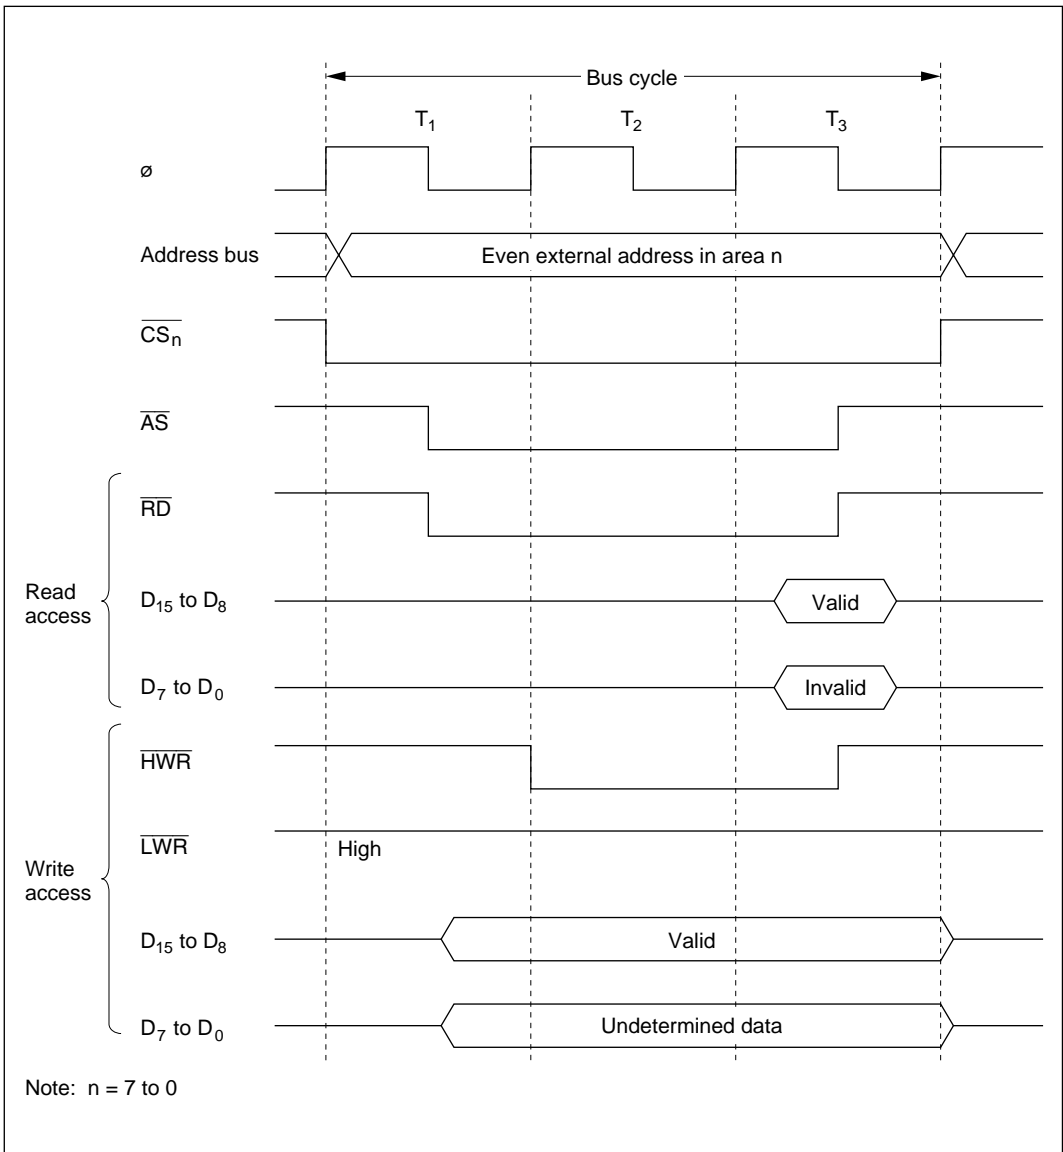 Bus cycle
T1 T2 T3
ø
Address bus Even external address in area n
CSn
AS
RD
Read access
D15 to D8 Valid
D7 to D0 Invalid
HWR
LWR High
Write access
D15 to D8 Valid
D7 to D0 Undetermined data
Note: n = 7 to 0